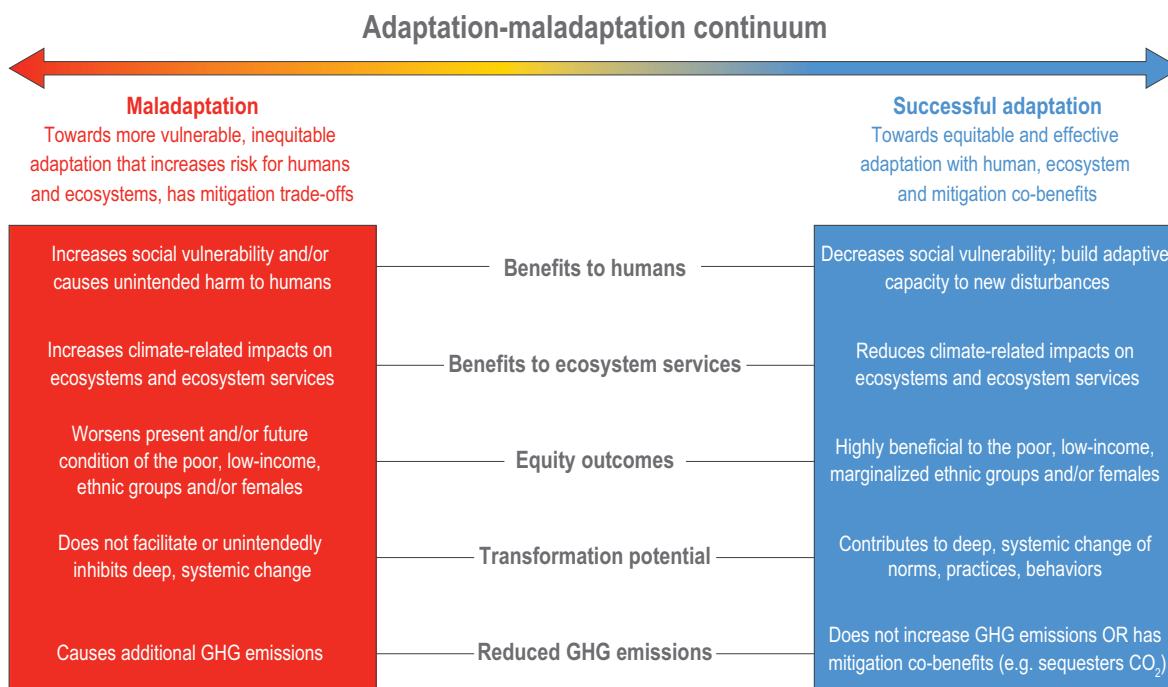 Adaptation-maladaptation continuum
Maladaptation
Towards more vulnerable, inequitable
adaptation that increases risk for humans
and ecosystems, has mitigation trade-offs
Successful adaptation
Towards equitable and effective
adaptation with human, ecosystem
and mitigation co-benefits
Increases social vulnerability and/or
causes unintended harm to humans
Benefits to humans
Decreases social vulnerability; build adaptive
capacity to new disturbances
Increases climate-related impacts on
ecosystems and ecosystem services
Benefits to ecosystem services
Reduces climate-related impacts on
ecosystems and ecosystem services
Worsens present and/or future
condition of the poor, low-income,
ethnic groups and/or females
Equity outcomes
Highly beneficial to the poor, low-income,
marginalized ethnic groups and/or females
Does not facilitate or unintendedly
inhibits deep, systemic change
Transformation potential
Contributes to deep, systemic change of
norms, practices, behaviors
Causes additional GHG emissions
Reduced GHG emissions
Does not increase GHG emissions OR has
mitigation co-benefits (e.g. sequesters CO₂)